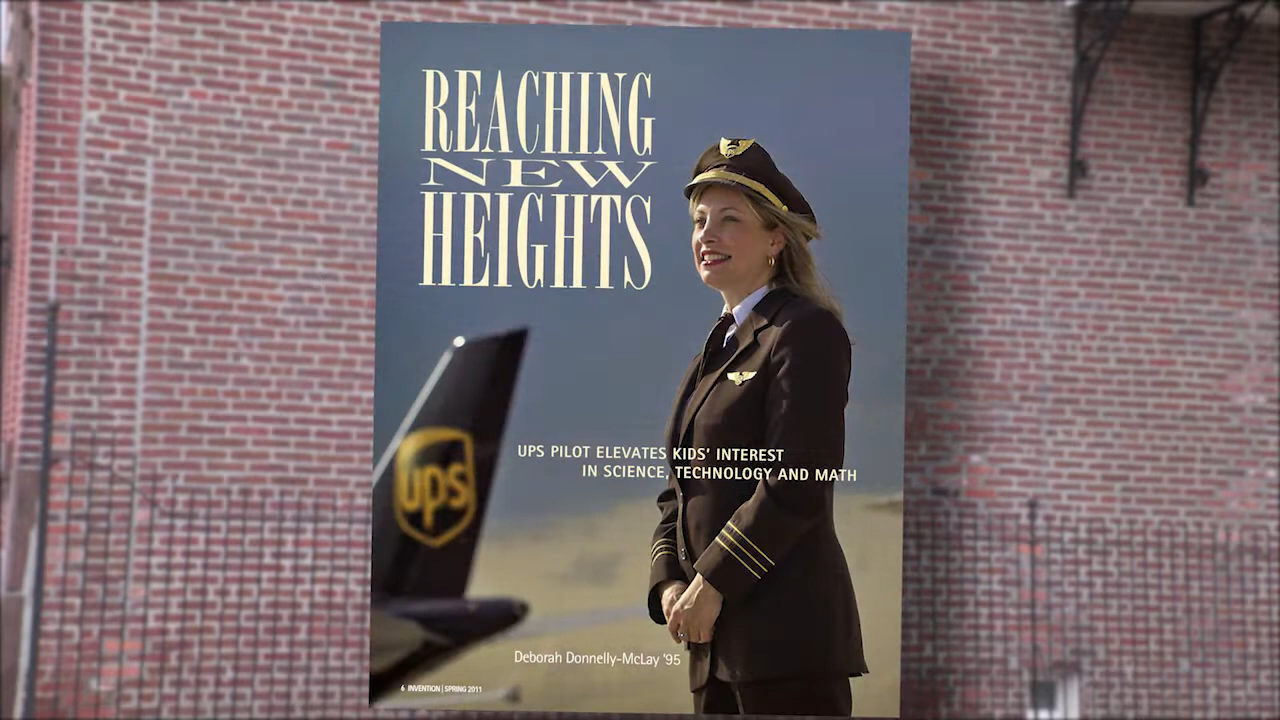 REACHING
NEW
HEIGHTS
UPS PILOT ELEVATES KIDS' INTEREST
IN SCIENCE, TECHNOLOGY AND MATH
ups
Deborah Donnelly-McLay '95
6 INVENTION | SPRING 2011